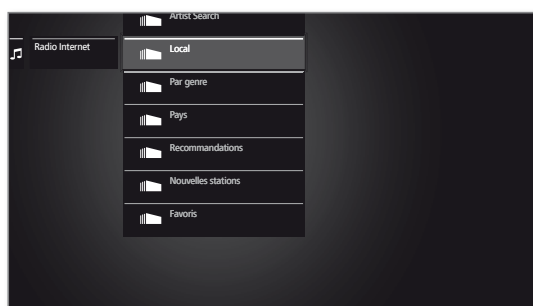 Artist Search
Radio Internet
Local
Par genre
Pays
Recommandations
Nouvelles stations
Favoris